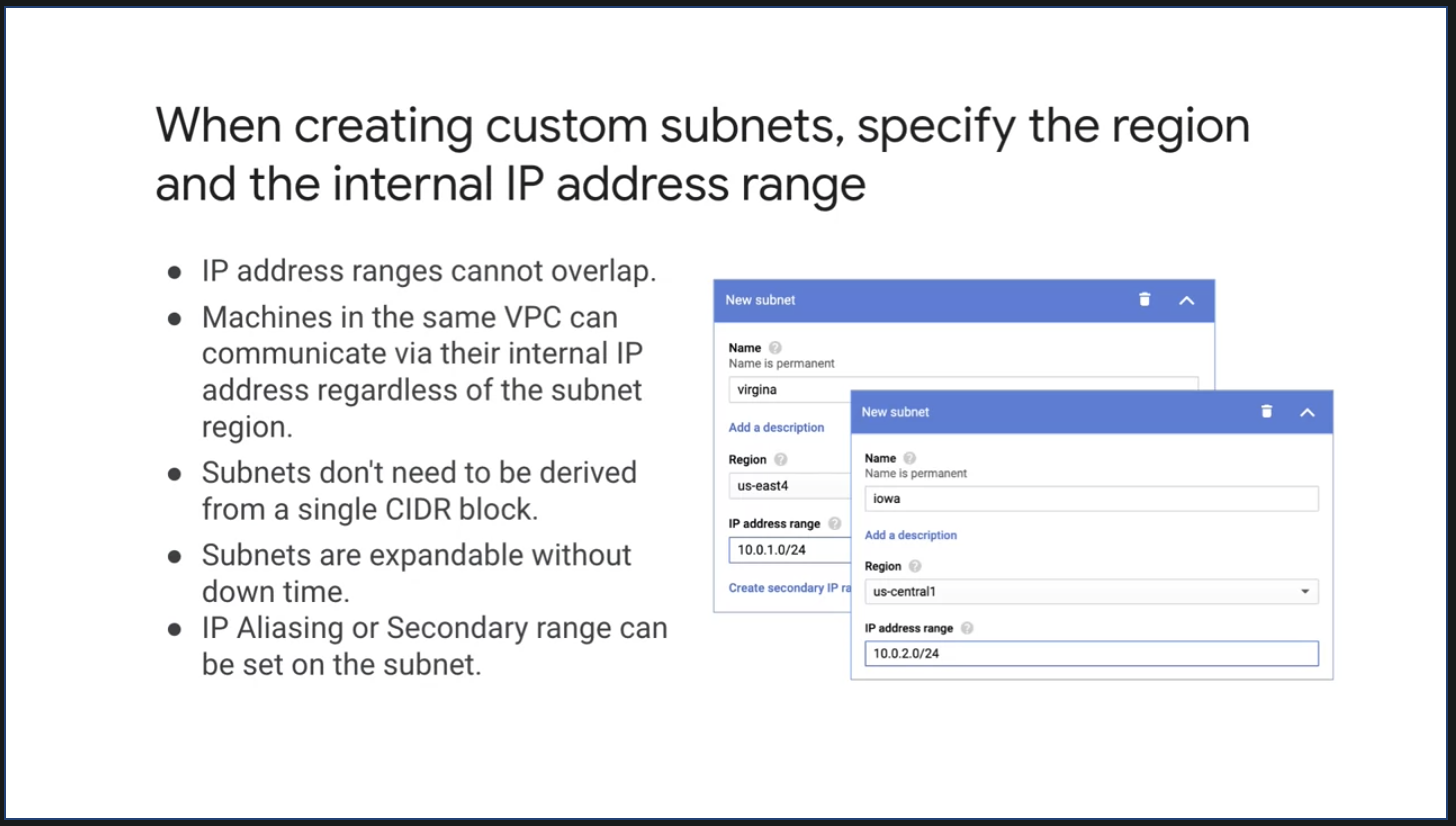 When creating custom subnets, specify the region
and the internal IP address range
● IP address ranges cannot overlap.
● Machines in the same VPC can
communicate via their internal IP
address regardless of the subnet
region.
● Subnets don't need to be derived
from a single CIDR block.
● Subnets are expandable without
down time.
● IP Aliasing or Secondary range can
be set on the subnet.
New subnet
Name ?
Name is permanent
virgina
Add a description
Region ?
us-east4
IP address range ?
10.0.1.0/24
Create secondary IP ra
New subnet
Name ?
Name is permanent
iowa
Add a description
Region ?
us-central1
IP address range ?
10.0.2.0/24